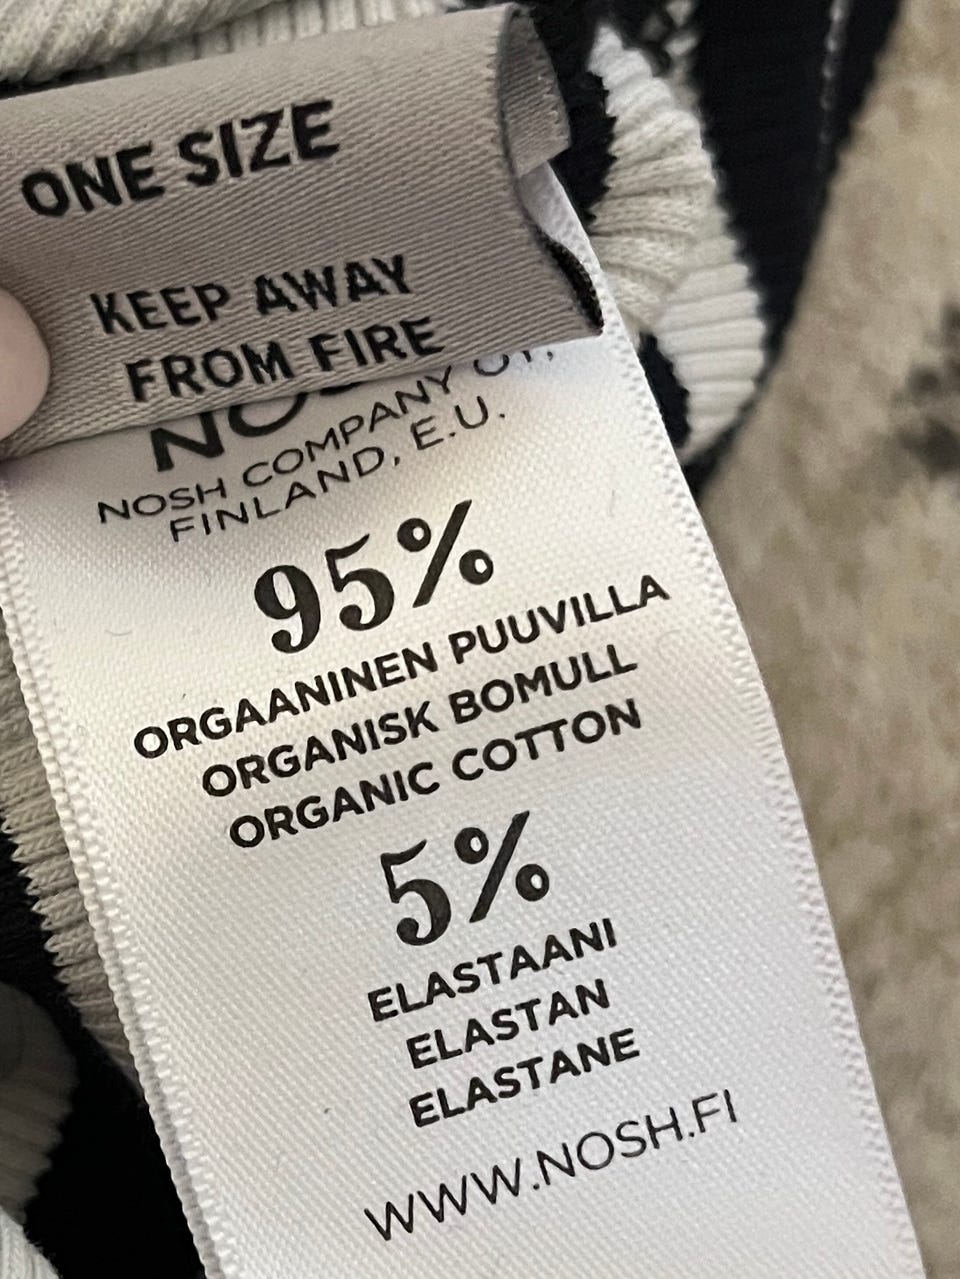 ONE SIZE
KEEP AWAY
FROM FIRE
NOSH COMPANY OY,
FINLAND, E.U.
95%
ORGAANINEN PUUVILLA
ORGANISK BOMULL
ORGANIC COTTON
5%
ELASTAANI
ELASTAN
ELASTANE
WWW.NOSH.FI